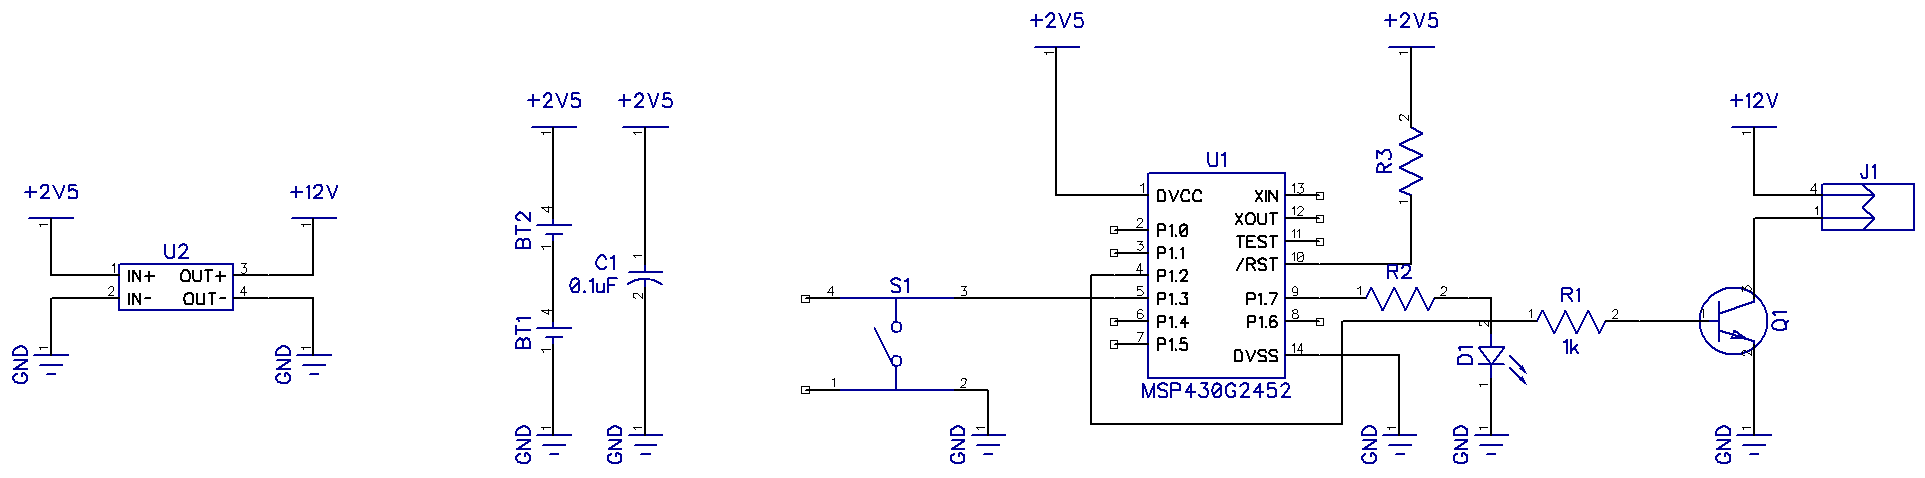 +2V5
+12V
U2
1 IN+ OUT+ 3
2 IN- OUT- 4
1
1
GND
1
GND
1
+2V5
1
BT2
4
1
BT1
4
1
GND
1
+2V5
1
C1
0.1uF
1
2
GND
1
S1
4
3
1
2
GND
1
+2V5
1
U1
1 DVCC
2 P1.0
3 P1.1
4 P1.2
5 P1.3
6 P1.4
7 P1.5
XIN 13
XOUT 12
TEST 11
/RST 10
P1.7 9
P1.6 8
DVSS 14
MSP430G2452
+2V5
1
R3
2
1
R2
1
2
GND
1
D1
2
1
GND
1
R1
1k
1
2
Q1
1
3
2
GND
1
+12V
1
J1
4
1